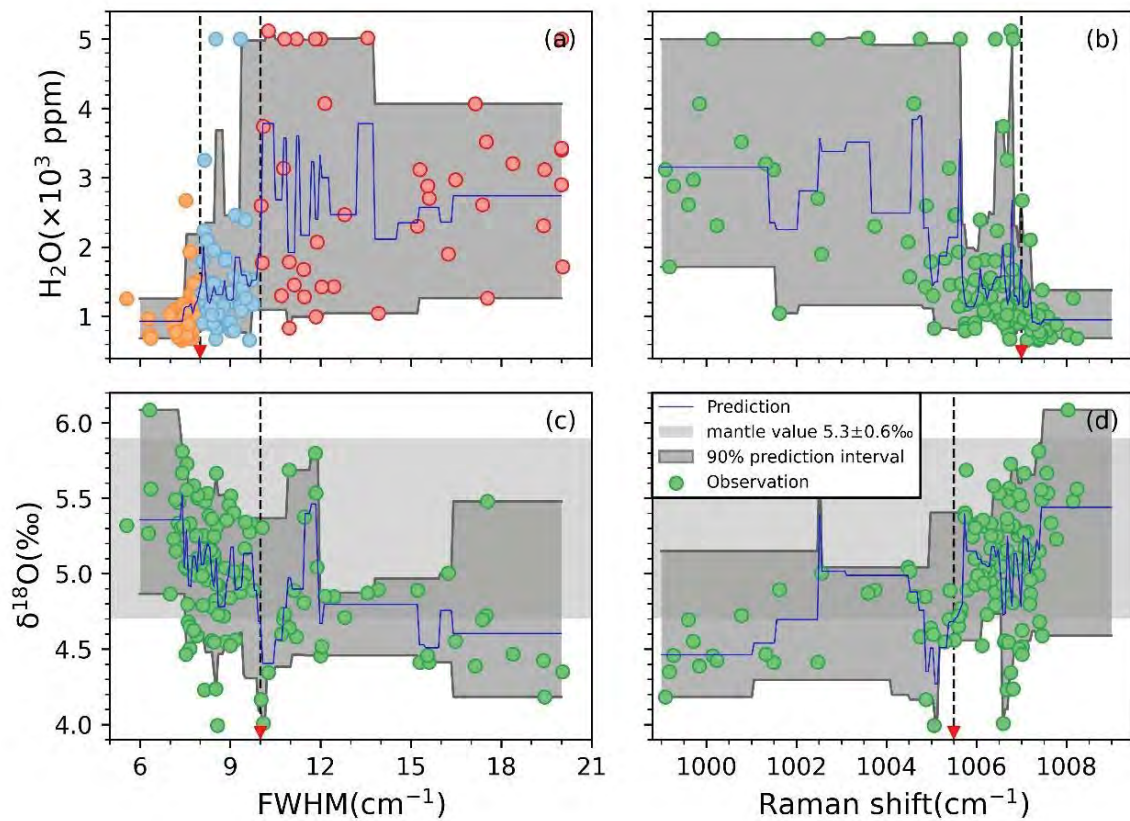 (a)
(b)
H₂O(×10³ ppm)
5
4
3
2
1
(c)
(d)
Prediction
mantle value 5.3±0.6‰
90% prediction interval
Observation
δ¹⁸O(‰)
6.0
5.5
5.0
4.5
4.0
6 9 12 15 18 21
1000 1002 1004 1006 1008
FWHM(cm⁻¹)
Raman shift(cm⁻¹)